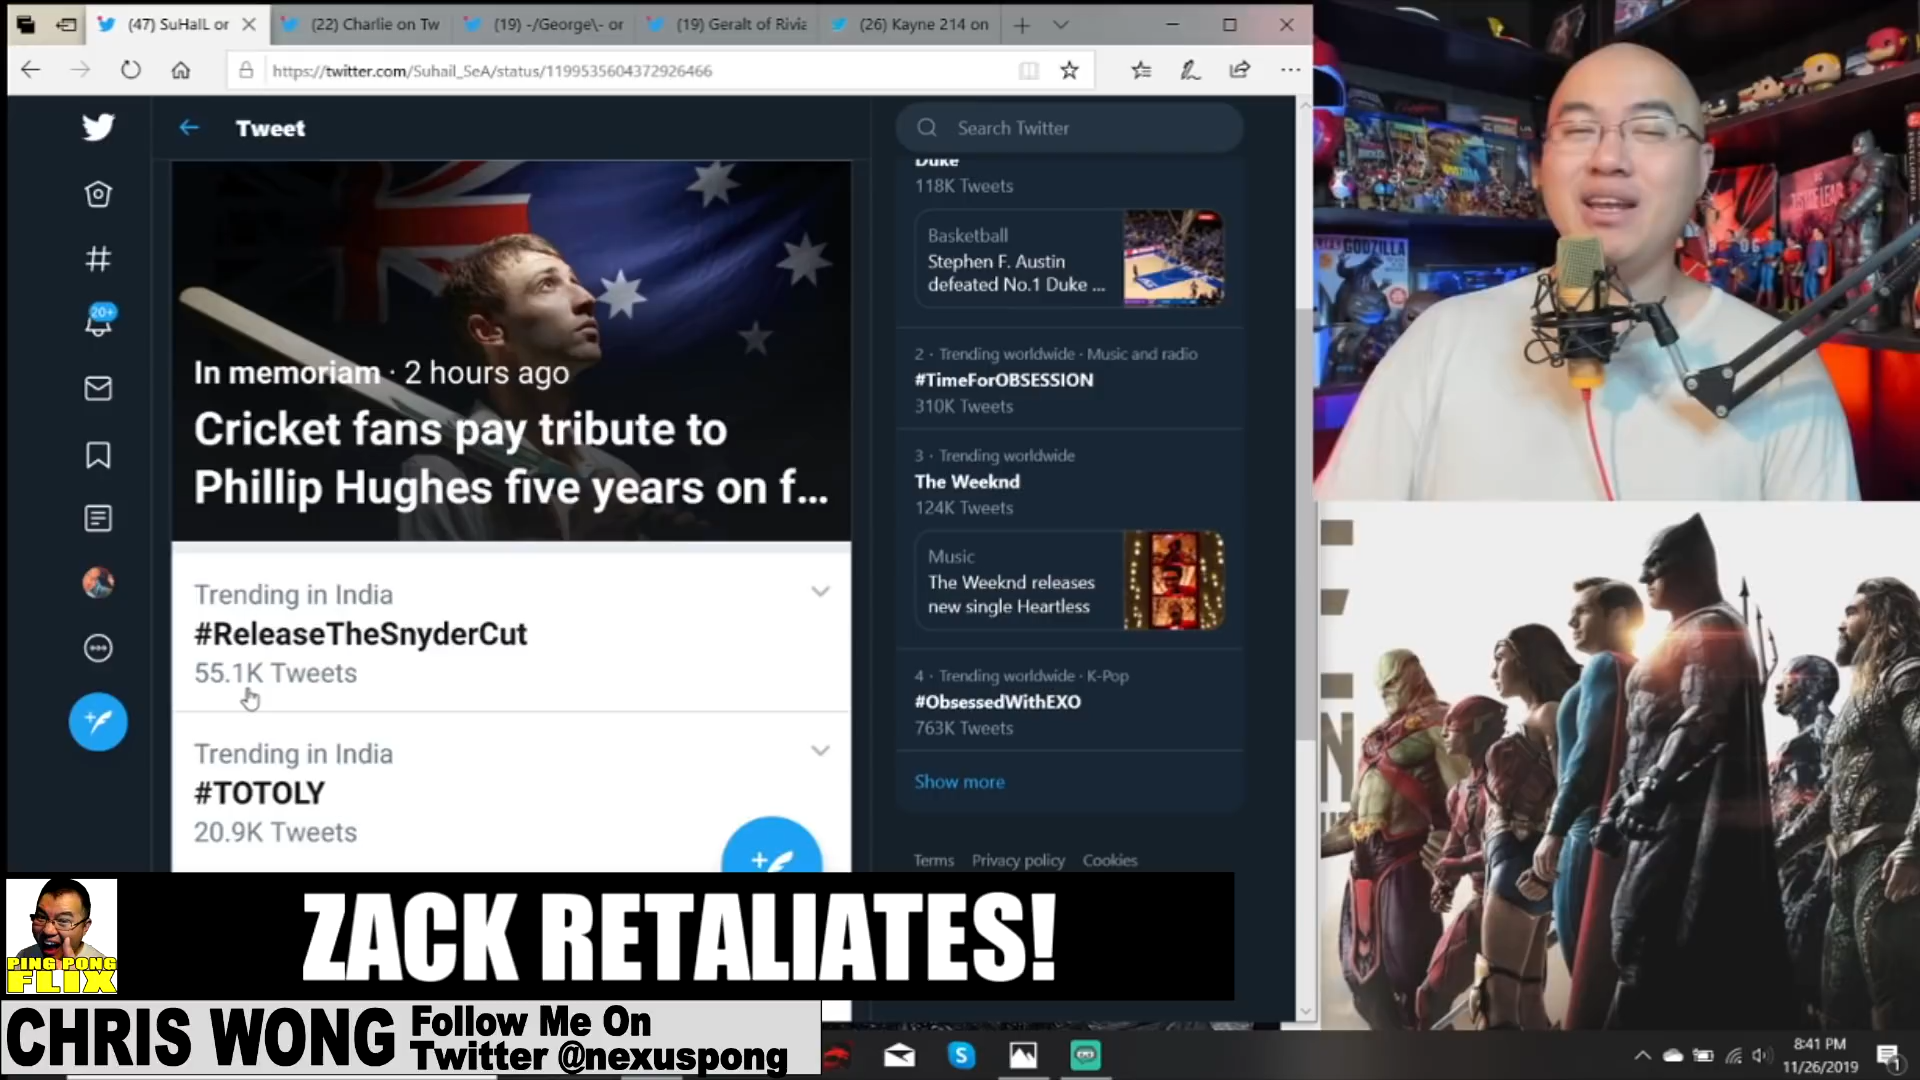 (47) SuHaIL or
(22) Charlie on Tw
(19) -/George\- or
(19) Geralt of Rivia
(26) Kayne 214 on
https://twitter.com/Suhail_SeA/status/1199535604372926466
Tweet
Search Twitter
20+
In memoriam · 2 hours ago
Cricket fans pay tribute to
Phillip Hughes five years on f...
Trending in India
#ReleaseTheSnyderCut
55.1K Tweets
Trending in India
#TOTOLY
20.9K Tweets
Duke
118K Tweets
Basketball
Stephen F. Austin
defeated No.1 Duke ...
2 · Trending worldwide · Music and radio
#TimeForOBSESSION
310K Tweets
3 · Trending worldwide
The Weeknd
124K Tweets
Music
The Weeknd releases
new single Heartless
4 · Trending worldwide · K-Pop
#ObsessedWithEXO
763K Tweets
Show more
Terms Privacy policy Cookies
GODZILLA
PING PONG
FLIX
ZACK RETALIATES!
CHRIS WONG
Follow Me On
Twitter @nexuspong
8:41 PM
11/26/2019
1